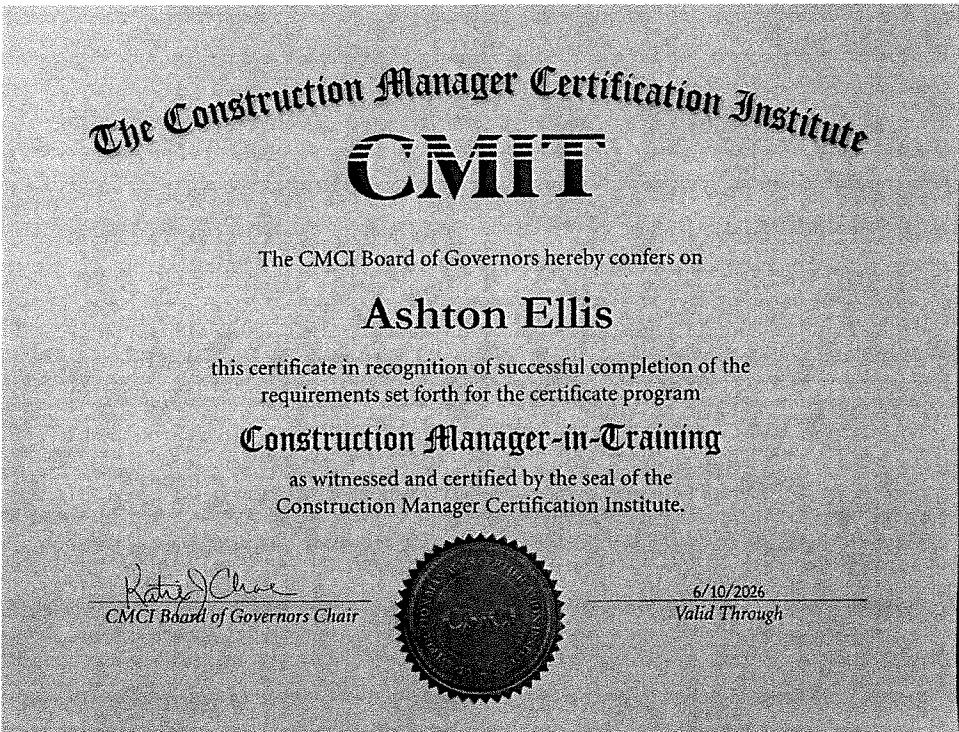 The Construction Manager Certification Institute
CMIT
The CMCI Board of Governors hereby confers on
Ashton Ellis
this certificate in recognition of successful completion of the
requirements set forth for the certificate program
Construction Manager-in-Training
as witnessed and certified by the seal of the
Construction Manager Certification Institute.
Katie J Chae
CMCI Board of Governors Chair
6/10/2026
Valid Through